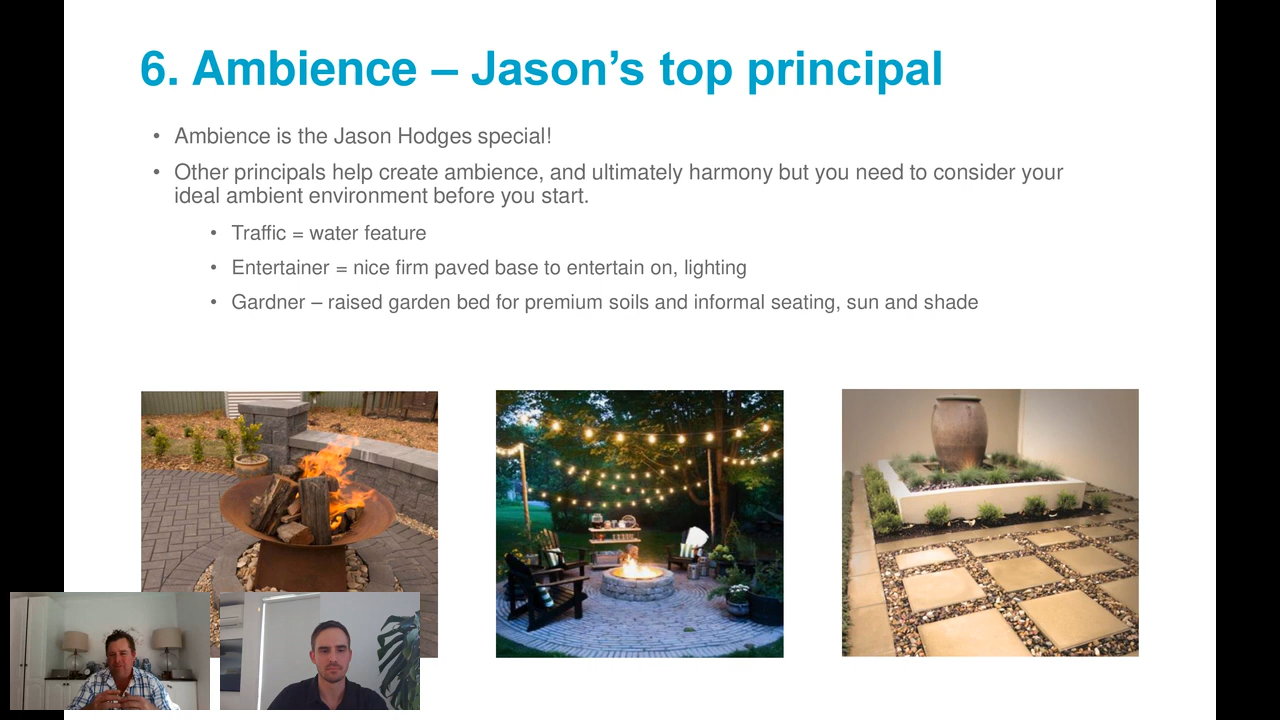 6. Ambience – Jason’s top principal
• Ambience is the Jason Hodges special!
• Other principals help create ambience, and ultimately harmony but you need to consider your
ideal ambient environment before you start.
• Traffic = water feature
• Entertainer = nice firm paved base to entertain on, lighting
• Gardner – raised garden bed for premium soils and informal seating, sun and shade